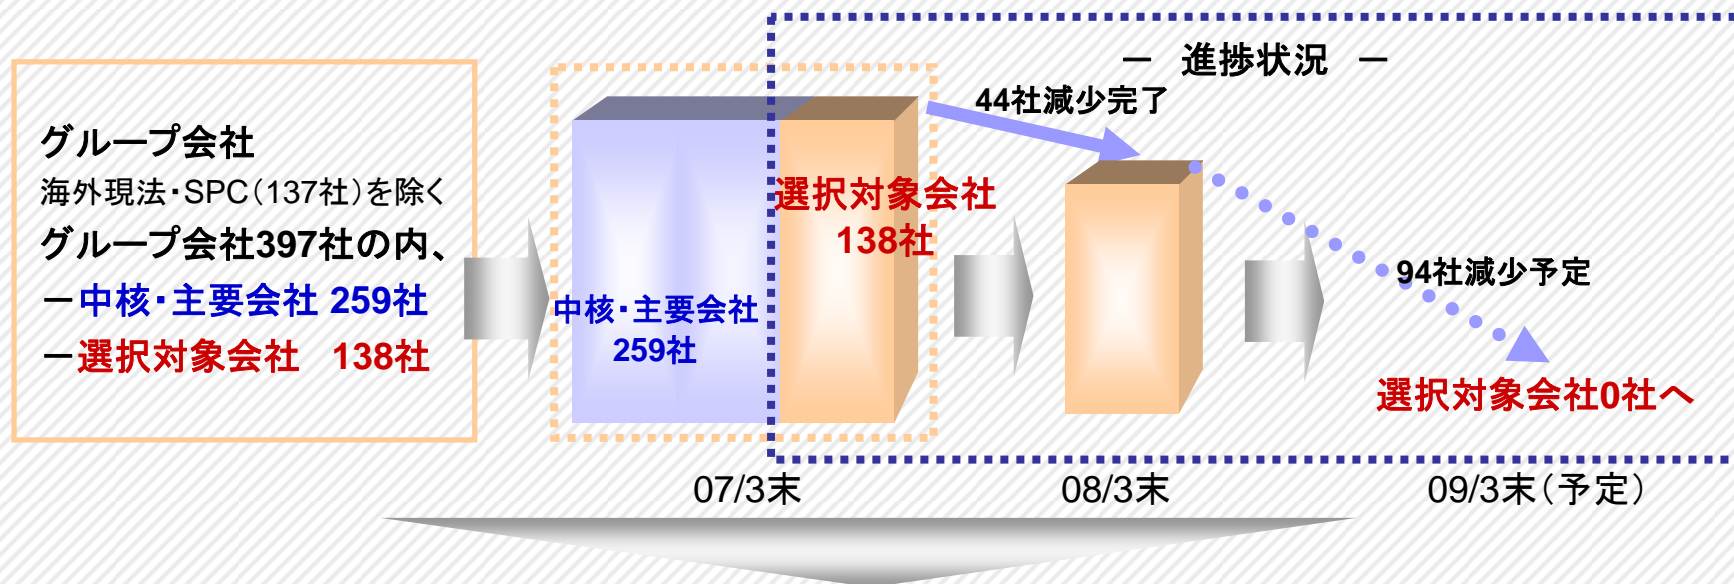 グループ会社
海外現法・SPC(137社)を除く
グループ会社397社の内、
－中核・主要会社 259社
－選択対象会社　138社
中核・主要会社
259社
選択対象会社
138社
－　進捗状況　－
44社減少完了
94社減少予定
選択対象会社0社へ
07/3末
08/3末
09/3末(予定)